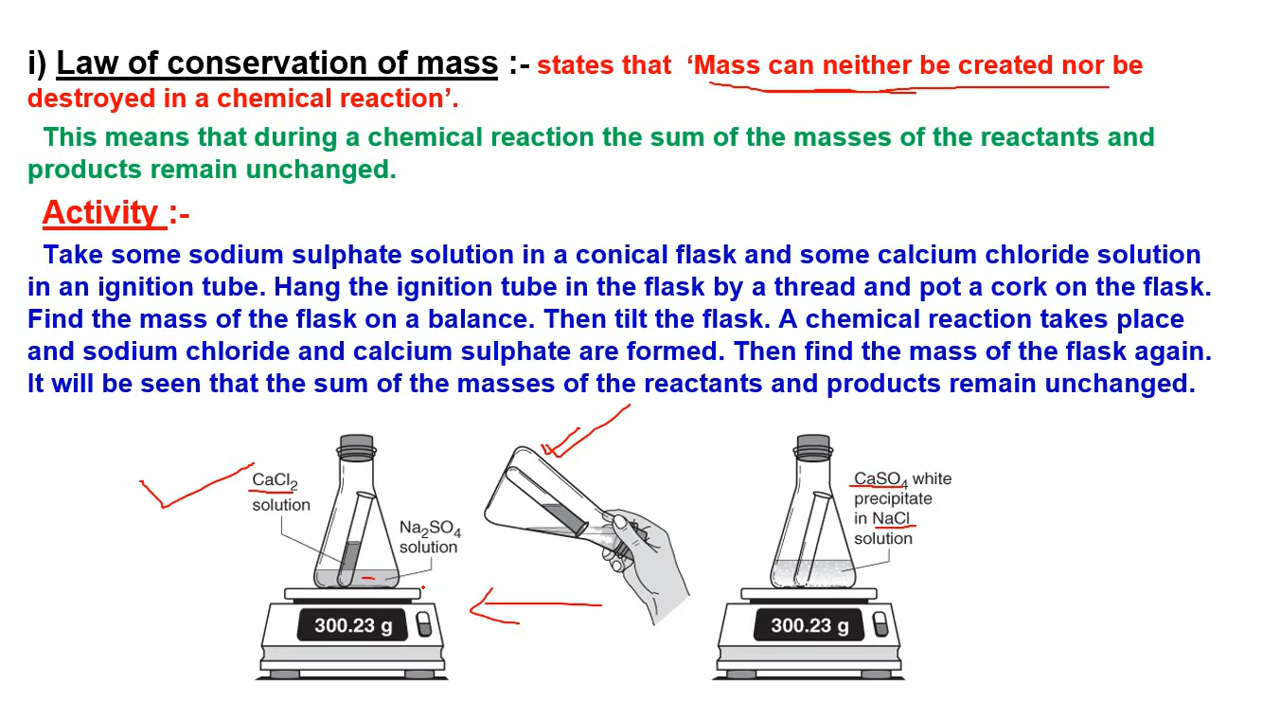 i) Law of conservation of mass :- states that ‘Mass can neither be created nor be
destroyed in a chemical reaction’.
This means that during a chemical reaction the sum of the masses of the reactants and
products remain unchanged.
Activity :-
Take some sodium sulphate solution in a conical flask and some calcium chloride solution
in an ignition tube. Hang the ignition tube in the flask by a thread and pot a cork on the flask.
Find the mass of the flask on a balance. Then tilt the flask. A chemical reaction takes place
and sodium chloride and calcium sulphate are formed. Then find the mass of the flask again.
It will be seen that the sum of the masses of the reactants and products remain unchanged.
CaCl₂
solution
Na₂SO₄
solution
300.23 g
CaSO₄ white
precipitate
in NaCl
solution
300.23 g